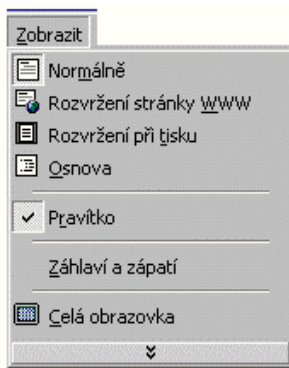 Zobrazit
Normálně
Rozvržení stránky WWW
Rozvržení při tisku
Osnova
Pravítko
Záhlaví a zápatí
Celá obrazovka